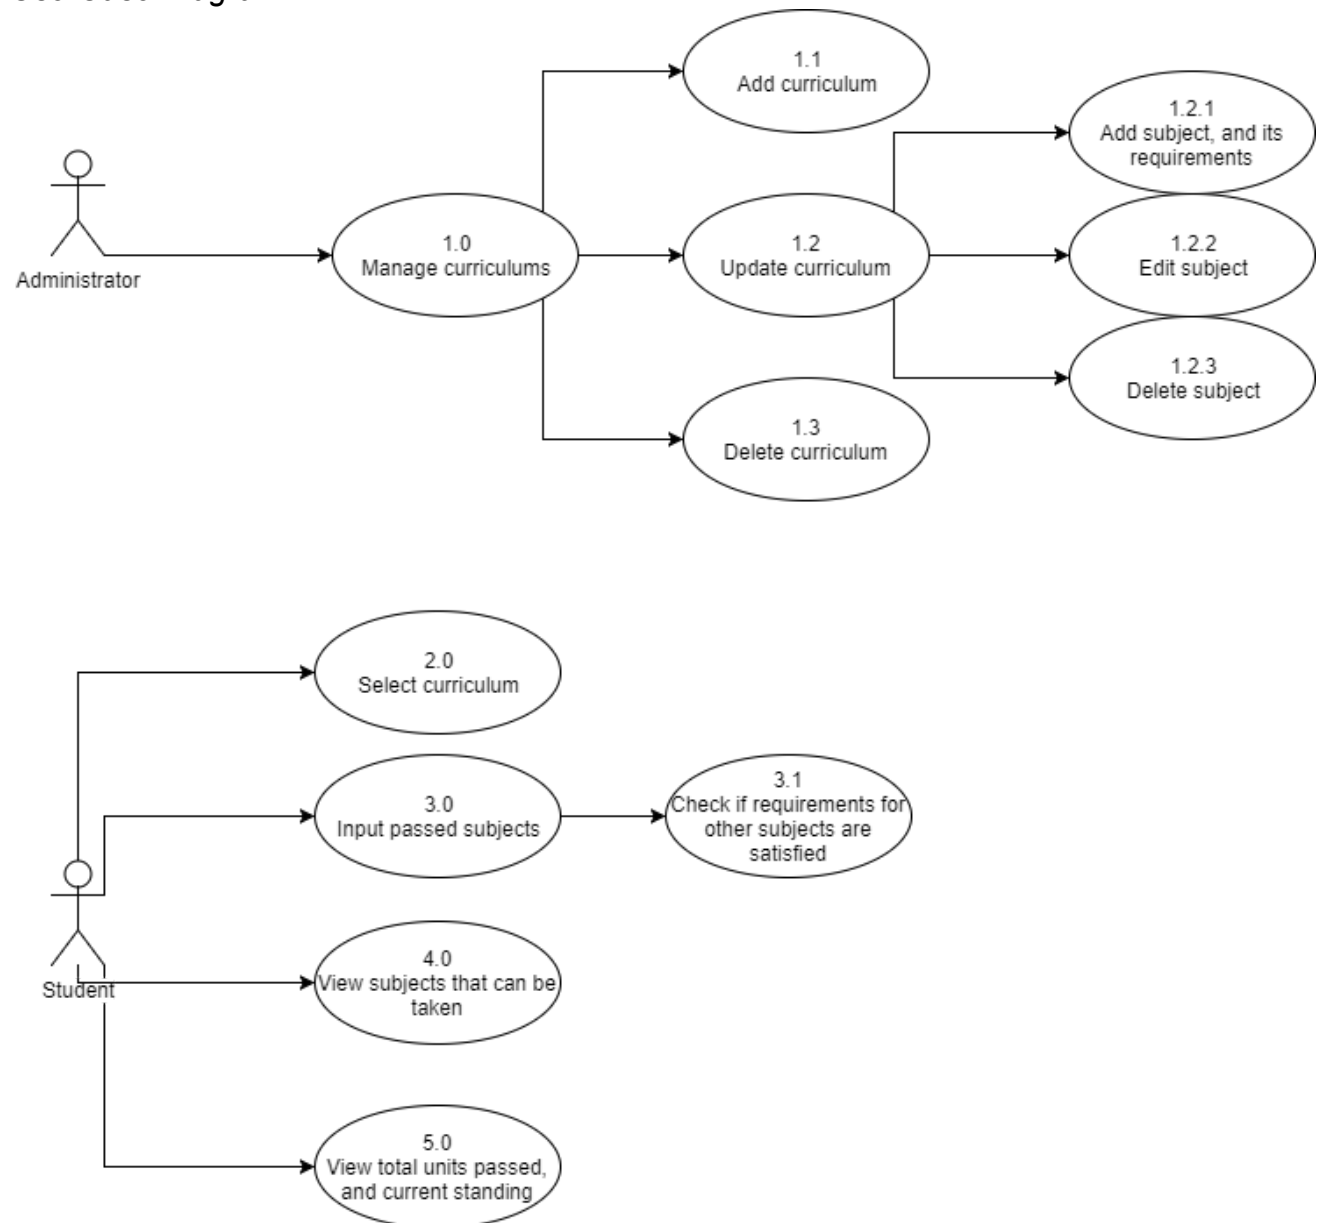 1.1
Add curriculum
1.2.1
Add subject, and its
requirements
Administrator
1.0
Manage curriculums
1.2
Update curriculum
1.2.2
Edit subject
1.2.3
Delete subject
1.3
Delete curriculum
2.0
Select curriculum
3.0
Input passed subjects
3.1
Check if requirements for
other subjects are
satisfied
Student
4.0
View subjects that can be
taken
5.0
View total units passed,
and current standing